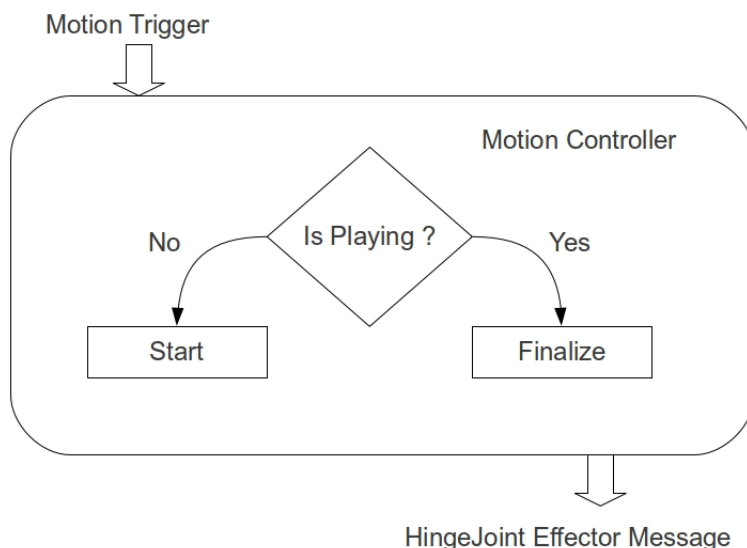 Motion Trigger
Motion Controller
Is Playing ?
No
Yes
Start
Finalize
HingeJoint Effector Message